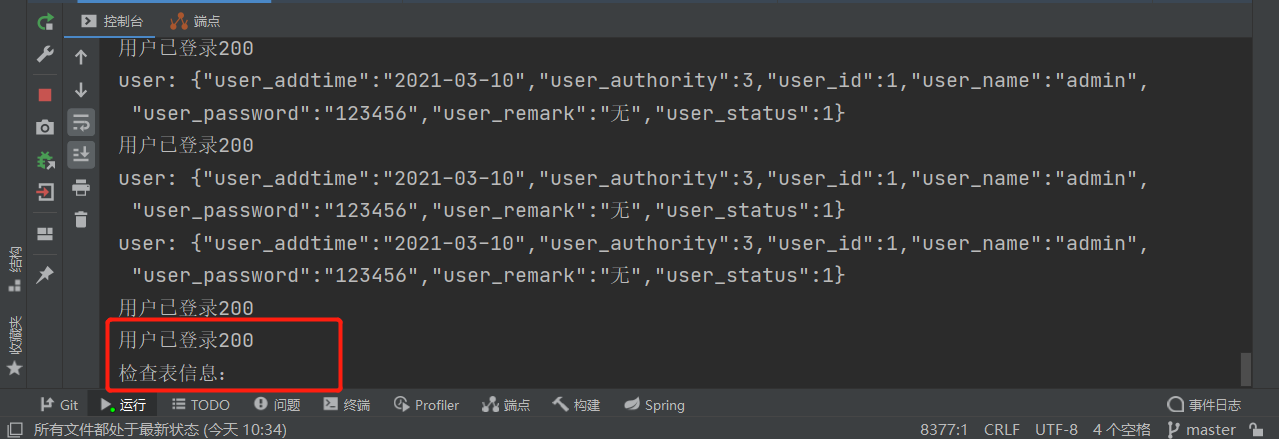 控制台 端点
用户已登录200
user: {"user_addtime":"2021-03-10","user_authority":3,"user_id":1,"user_name":"admin",
"user_password":"123456","user_remark":"无","user_status":1}
用户已登录200
user: {"user_addtime":"2021-03-10","user_authority":3,"user_id":1,"user_name":"admin",
"user_password":"123456","user_remark":"无","user_status":1}
user: {"user_addtime":"2021-03-10","user_authority":3,"user_id":1,"user_name":"admin",
"user_password":"123456","user_remark":"无","user_status":1}
用户已登录200
用户已登录200
检查表信息:
结构
收藏夹
Git 运行 TODO 问题 终端 Profiler 端点 构建 Spring 事件日志
所有文件都处于最新状态 (今天 10:34) 8377:1 CRLF UTF-8 4 个空格 master